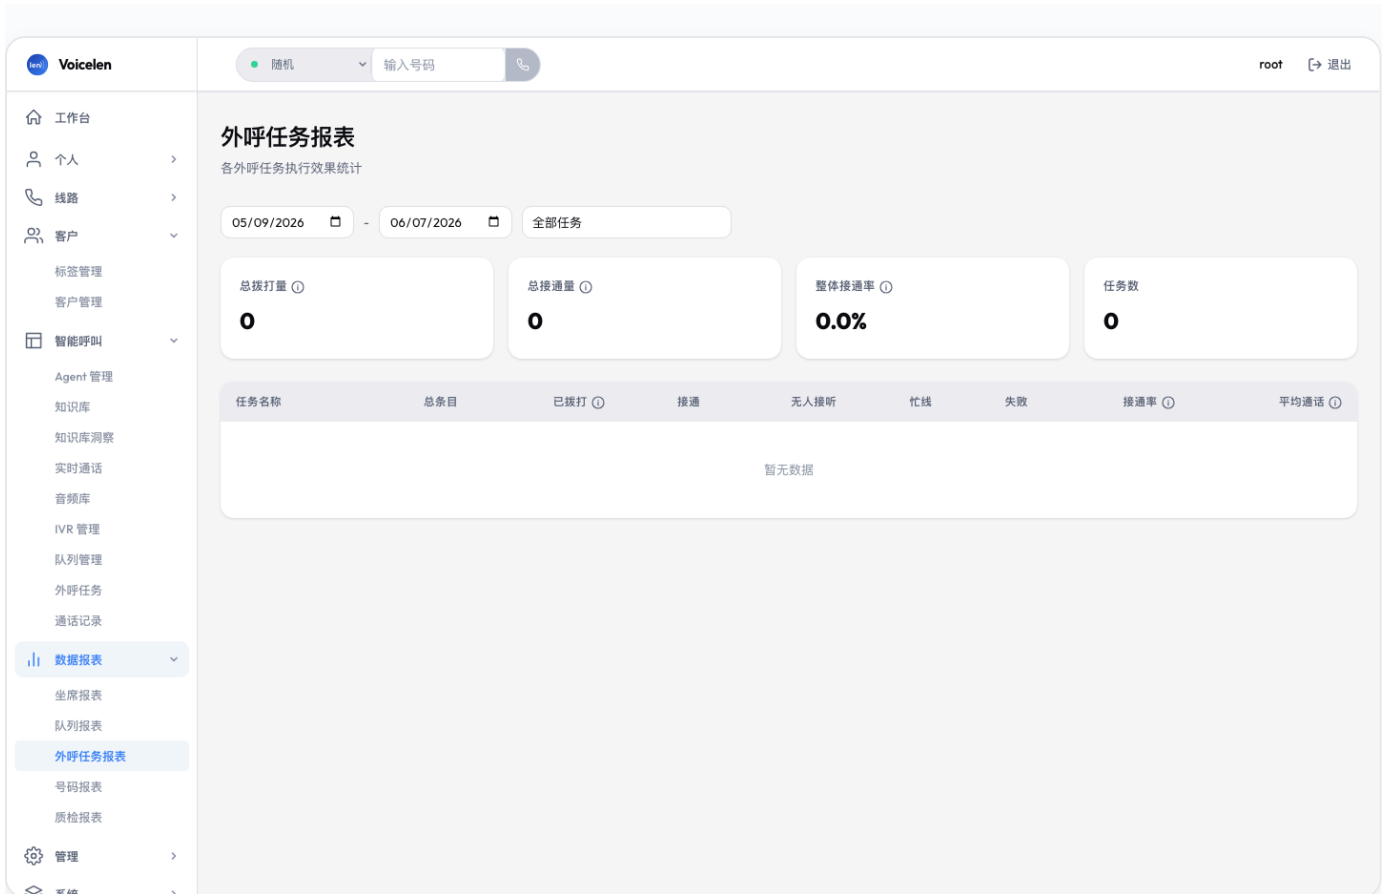 len
Voicelen
随机
输入号码
root
退出
工作台
个人
线路
客户
标签管理
客户管理
智能呼叫
Agent 管理
知识库
知识库洞察
实时通话
音频库
IVR 管理
队列管理
外呼任务
通话记录
数据报表
坐席报表
队列报表
外呼任务报表
号码报表
质检报表
管理
系统
外呼任务报表
各外呼任务执行效果统计
05/09/2026 - 06/07/2026 全部任务
总拨打量 总接通量 整体接通率 任务数
0 0 0.0% 0
任务名称 总条目 已拨打 接通 无人接听 忙线 失败 接通率 平均通话
暂无数据